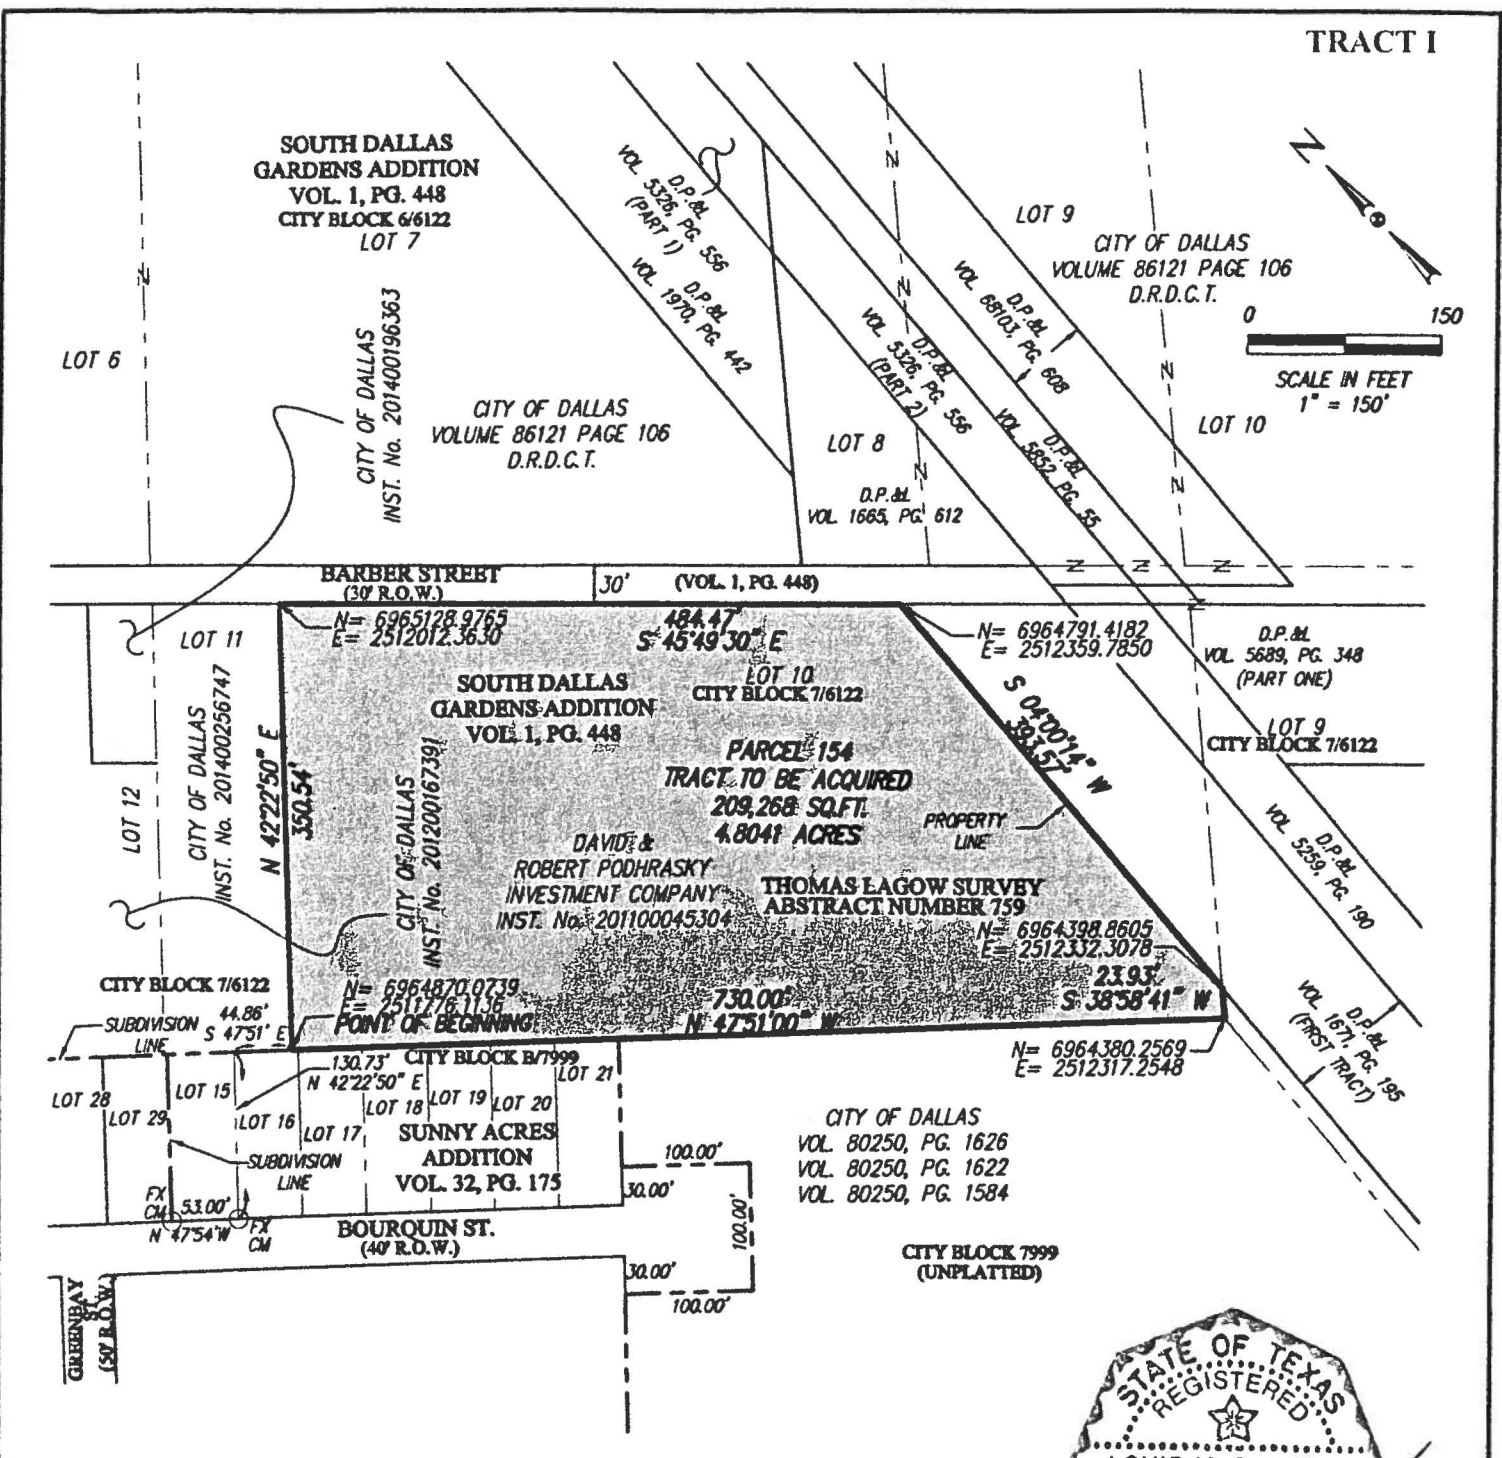 TRACT I
SOUTH DALLAS
GARDENS ADDITION
VOL. 1, PG. 448
CITY BLOCK 6/6122
LOT 7
LOT 6
CITY OF DALLAS
INST. No. 201400196363
CITY OF DALLAS
VOLUME 86121 PAGE 106
D.R.D.C.T.
D.P.&L
VOL. 5326, PG. 556
(PART 1)
D.P.&L
VOL. 1970, PG. 442
LOT 8
D.P.&L
VOL. 1665, PG. 612
D.P.&L
VOL. 5326, PG. 556
(PART 2)
D.P.&L
VOL. 68103, PG. 608
D.P.&L
VOL. 5852, PG. 55
LOT 9
CITY OF DALLAS
VOLUME 86121 PAGE 106
D.R.D.C.T.
N
0 150
SCALE IN FEET
1" = 150'
LOT 10
BARBER STREET
(30' R.O.W.)
30'
(VOL. 1, PG. 448)
N= 6965128.9765
E= 2512012.3630
484.47'
S 45°49'30" E
N= 6964791.4182
E= 2512359.7850
D.P.&L
VOL. 5689, PG. 348
(PART ONE)
LOT 11
LOT 10
CITY BLOCK 7/6122
SOUTH DALLAS
GARDENS ADDITION
VOL. 1, PG. 448
S 04°00'14" W
393.57'
LOT 9
CITY BLOCK 7/6122
LOT 12
CITY OF DALLAS
INST. No. 201400256747
N 42°22'50" E
350.54'
CITY OF DALLAS
INST. No. 201200167391
PARCEL 154
TRACT TO BE ACQUIRED
209,268 SQ.FT.
4.8041 ACRES
PROPERTY
LINE
DAVID &
ROBERT PODHRASKY
INVESTMENT COMPANY
INST. No. 201100045304
THOMAS LAGOW SURVEY
ABSTRACT NUMBER 759
D.P.&L
VOL. 5259, PG. 190
N= 6964398.8605
E= 2512332.3078
23.93'
S 38°58'41" W
CITY BLOCK 7/6122
N= 6964870.0739
E= 2511776.1136
POINT OF BEGINNING
730.00'
N 47°51'00" W
SUBDIVISION
LINE
44.86'
S 47°51' E
D.P.&L
VOL. 1671, PG. 195
(FIRST TRACT)
N= 6964380.2569
E= 2512317.2548
CITY BLOCK B/7999
130.73'
N 42°22'50" E
LOT 28
LOT 29
LOT 15
LOT 16
LOT 17
LOT 18
LOT 19
LOT 20
LOT 21
SUNNY ACRES
ADDITION
VOL. 32, PG. 175
SUBDIVISION
LINE
CITY OF DALLAS
VOL. 80250, PG. 1626
VOL. 80250, PG. 1622
VOL. 80250, PG. 1584
100.00'
30.00'
100.00'
30.00'
100.00'
FX
CM
53.00'
N 47°54' W
FX
CM
BOURQUIN ST.
(40' R.O.W.)
CITY BLOCK 7999
(UNPLATTED)
GREENBAY
ST.
(50' R.O.W.)
STATE OF TEXAS
REGISTERED